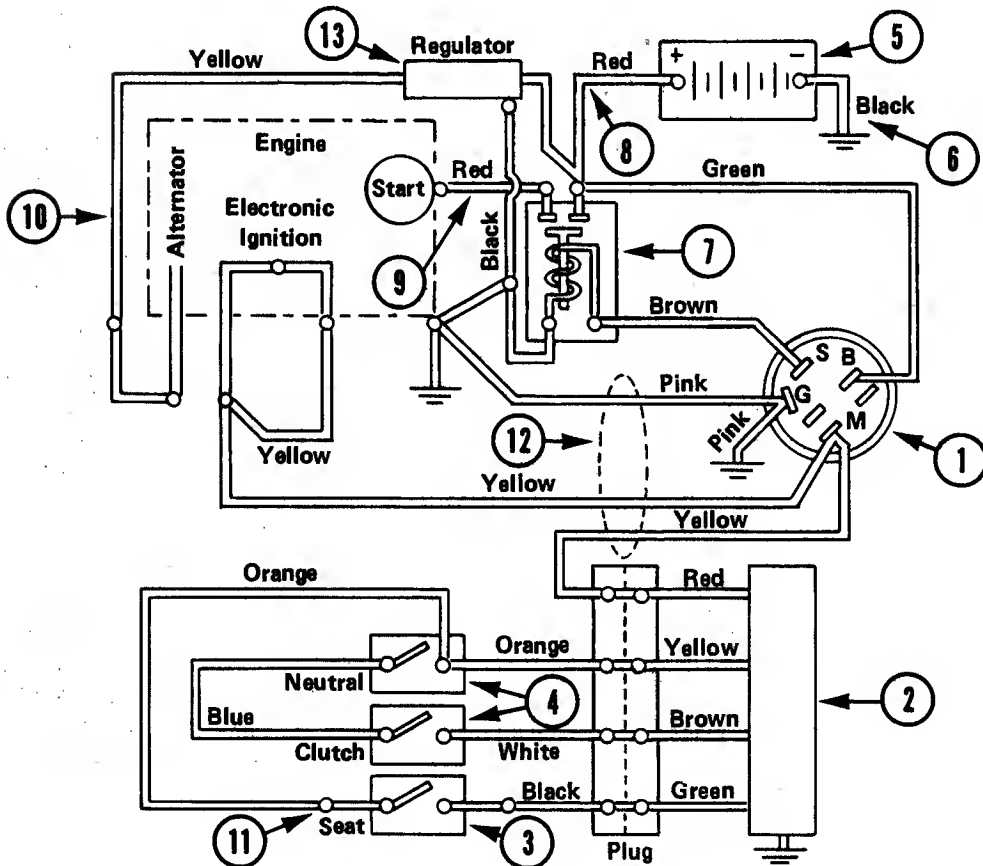 13 Regulator
5
Yellow
Red
+ −
Black
Engine
8
6
Red
Green
Start
10
Alternator
Electronic
Ignition
Black
9
7
Brown
S B
Pink
G
M
12
Pink
1
Yellow
Yellow
Yellow
Orange
Red
Orange
Yellow
Neutral
4
2
Blue
Brown
Clutch
White
Black
Green
11
Seat
3
Plug